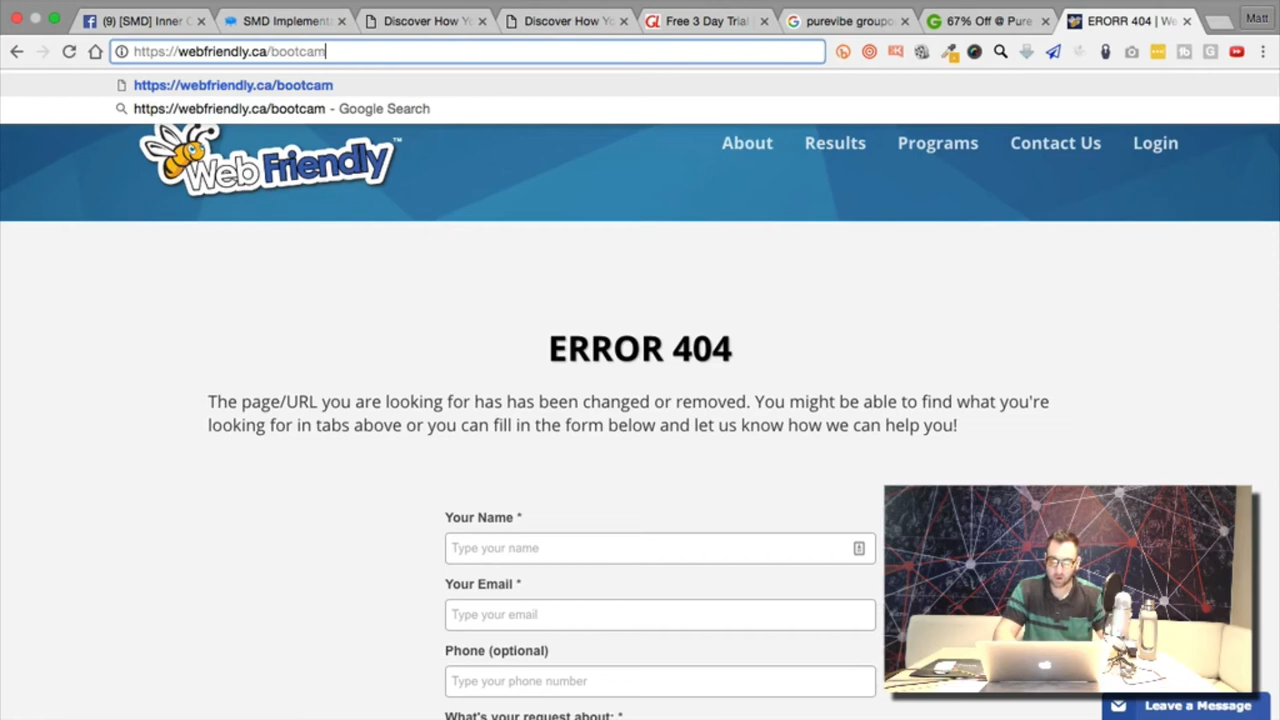 (9) [SMD] Inner
SMD Implement
Discover How Yo
Discover How Yo
Free 3 Day Trial
purevibe groupo
67% Off @ Pure
ERORR 404 | We
Matt
https://webfriendly.ca/bootcam
https://webfriendly.ca/bootcam
https://webfriendly.ca/bootcam - Google Search
WebFriendly™
About
Results
Programs
Contact Us
Login
ERROR 404
The page/URL you are looking for has has been changed or removed. You might be able to find what you're
looking for in tabs above or you can fill in the form below and let us know how we can help you!
Your Name *
Type your name
Your Email *
Type your email
Phone (optional)
Type your phone number
What's your request about: *
Leave a Message